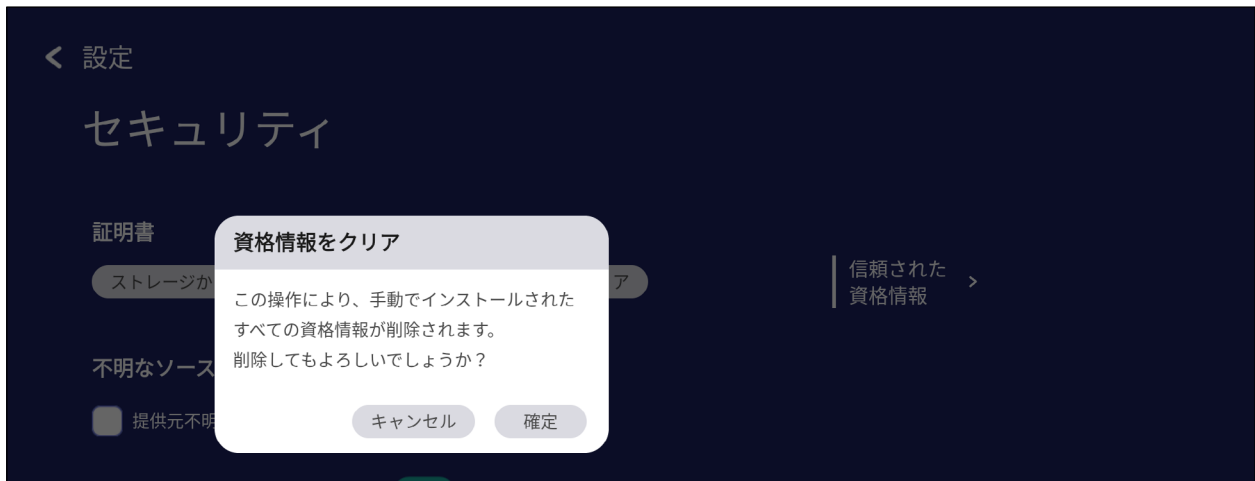 設定
セキュリティ
証明書
資格情報をクリア
ストレージか
ア
信頼された
資格情報
この操作により、手動でインストールされた
すべての資格情報が削除されます。
削除してもよろしいでしょうか？
不明なソース
提供元不明
キャンセル
確定